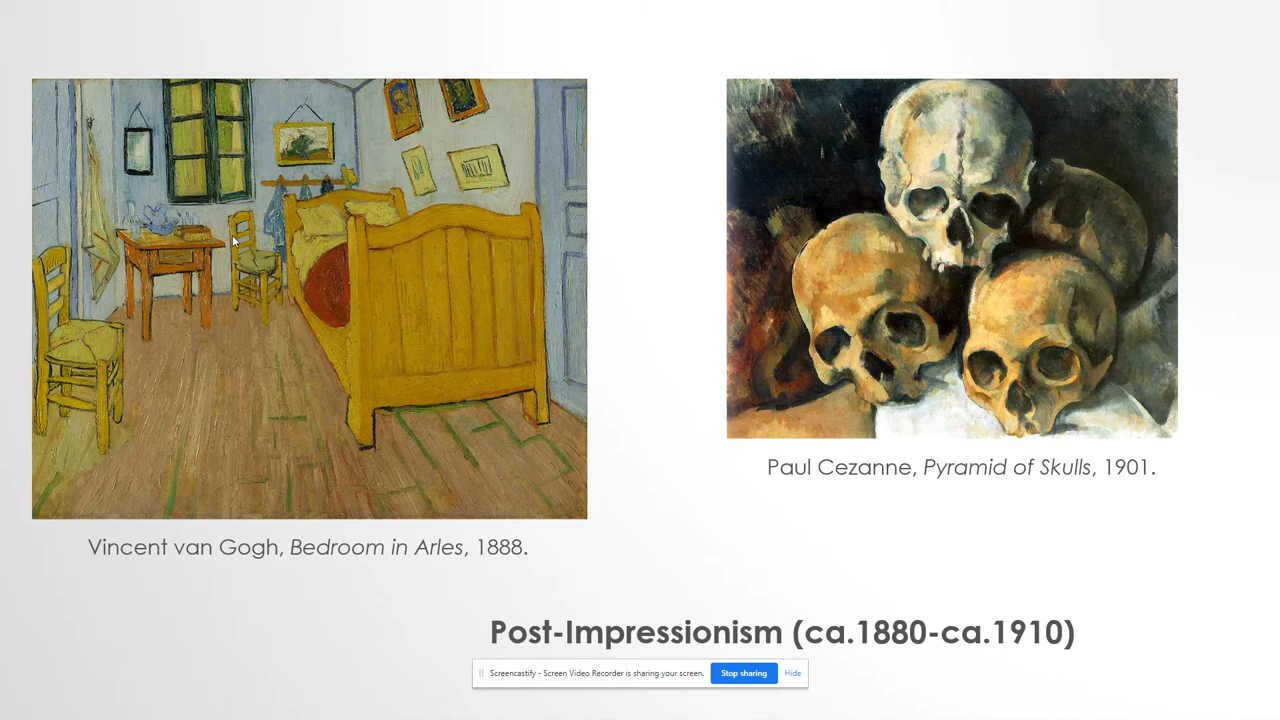 Vincent van Gogh, Bedroom in Arles, 1888.
Paul Cezanne, Pyramid of Skulls, 1901.
Post-Impressionism (ca.1880-ca.1910)
Screencastify - Screen Video Recorder is sharing your screen. Stop sharing Hide